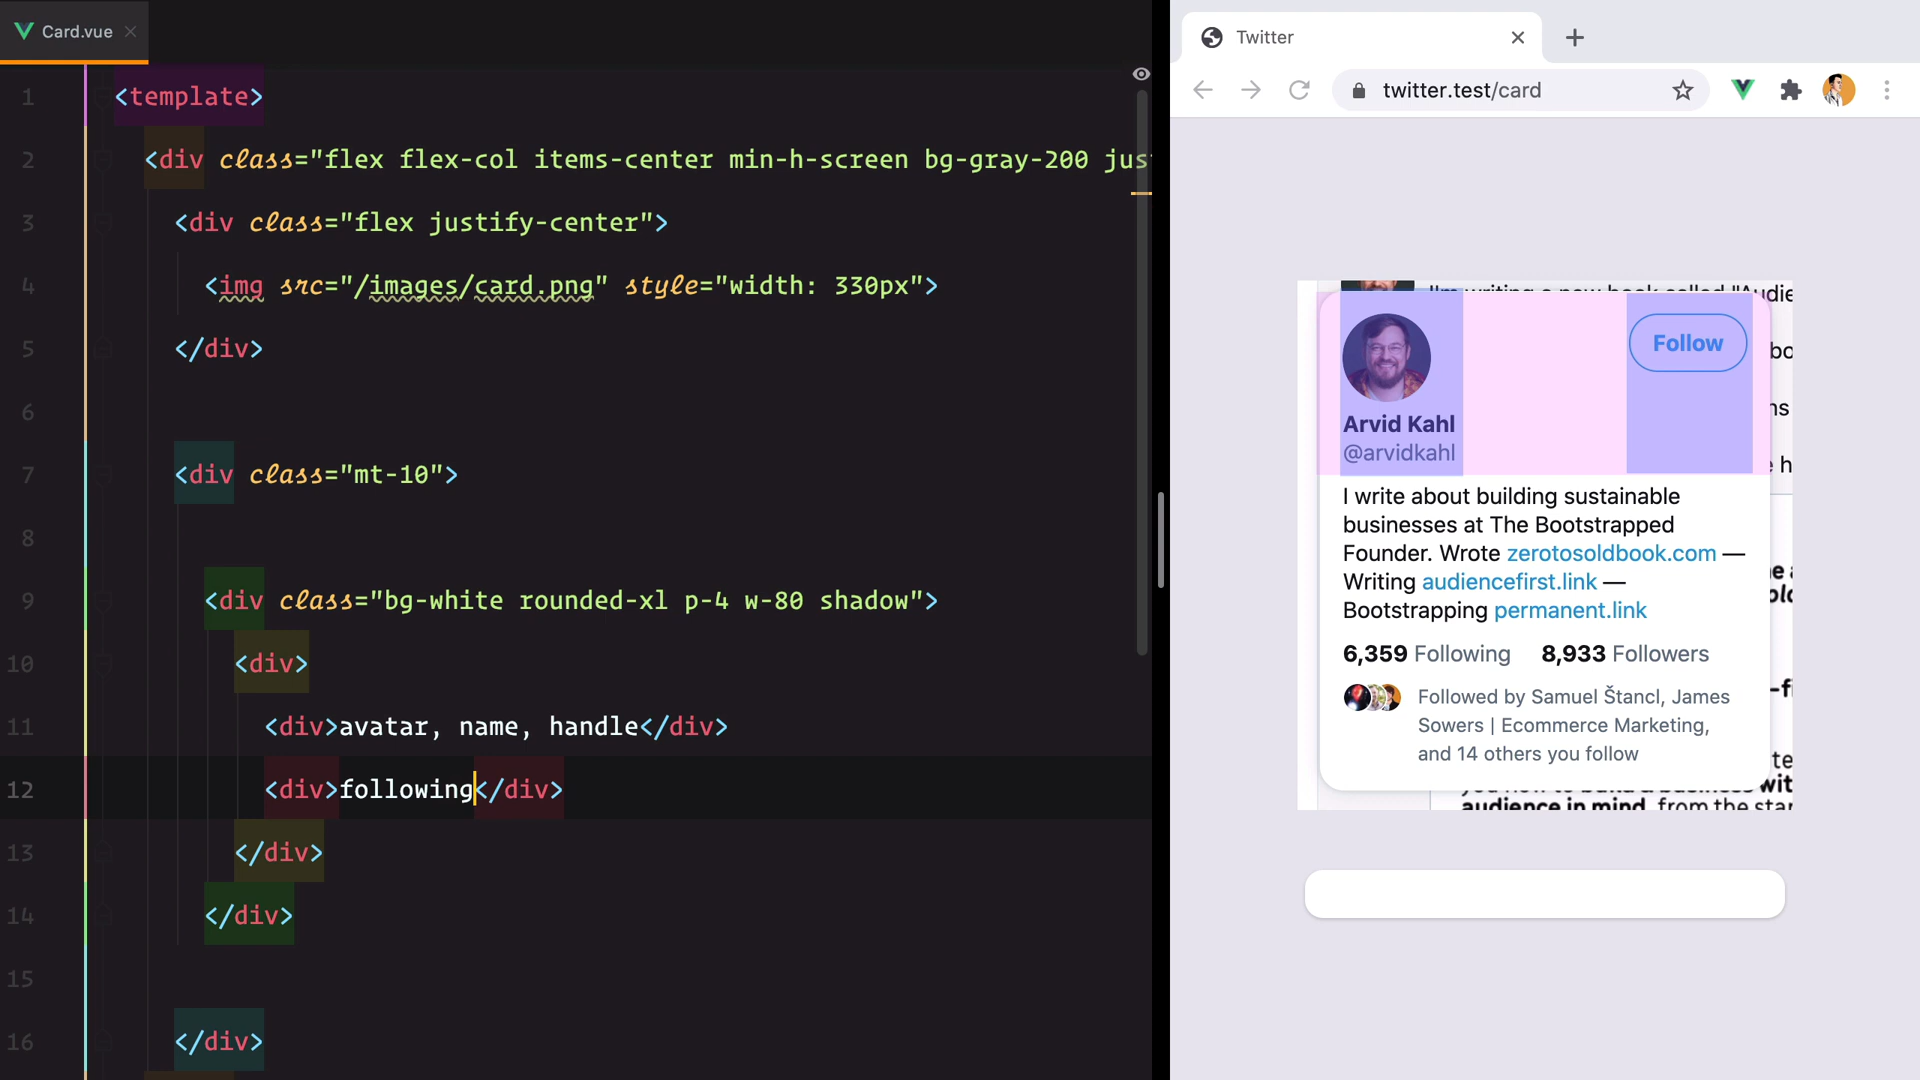 Card.vue
1 <template>
2 <div class="flex flex-col items-center min-h-screen bg-gray-200 jus
3 <div class="flex justify-center">
4 <img src="/images/card.png" style="width: 330px">
5 </div>
6
7 <div class="mt-10">
8
9 <div class="bg-white rounded-xl p-4 w-80 shadow">
10 <div>
11 <div>avatar, name, handle</div>
12 <div>following</div>
13 </div>
14 </div>
15
16 </div>
Twitter
twitter.test/card
Follow
Arvid Kahl
@arvidkahl
I write about building sustainable
businesses at The Bootstrapped
Founder. Wrote zerotosoldbook.com —
Writing audiencefirst.link —
Bootstrapping permanent.link
6,359 Following 8,933 Followers
Followed by Samuel Štancl, James
Sowers | Ecommerce Marketing,
and 14 others you follow
audience in mind, from the star